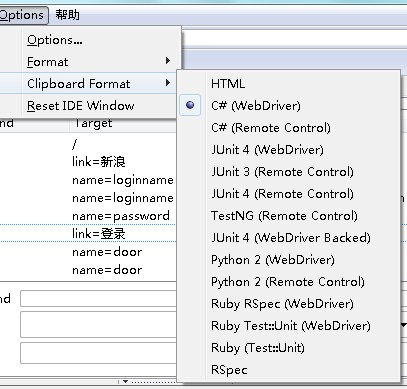 Options 帮助
Options...
Format
Clipboard Format
Reset IDE Window
HTML
C# (WebDriver)
C# (Remote Control)
JUnit 4 (WebDriver)
JUnit 3 (Remote Control)
JUnit 4 (Remote Control)
TestNG (Remote Control)
JUnit 4 (WebDriver Backed)
Python 2 (WebDriver)
Python 2 (Remote Control)
Ruby RSpec (WebDriver)
Ruby Test::Unit (WebDriver)
Ruby (Test::Unit)
RSpec
nd Target
/
link=新浪
name=loginname
name=loginname
name=password
link=登录
name=door
name=door
nd